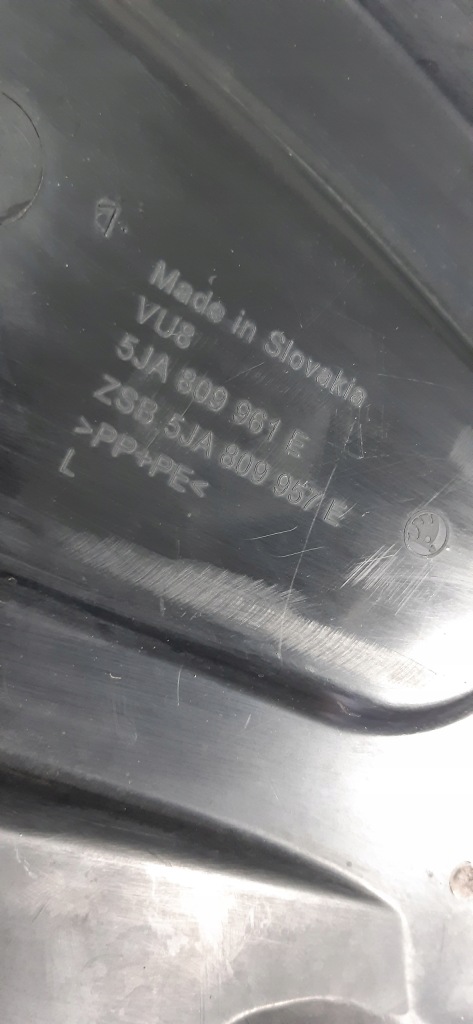 7
Made in Slovakia
VU8
5JA 809 961 E
ZSB 5JA 809 957 E
>PP+PE<
L